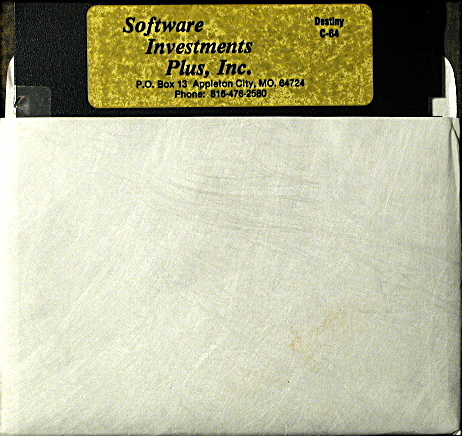 Software
Investments
Plus, Inc.
Destiny
C-64
P.O. Box 13 Appleton City, MO. 64724
Phone: 816-476-2580